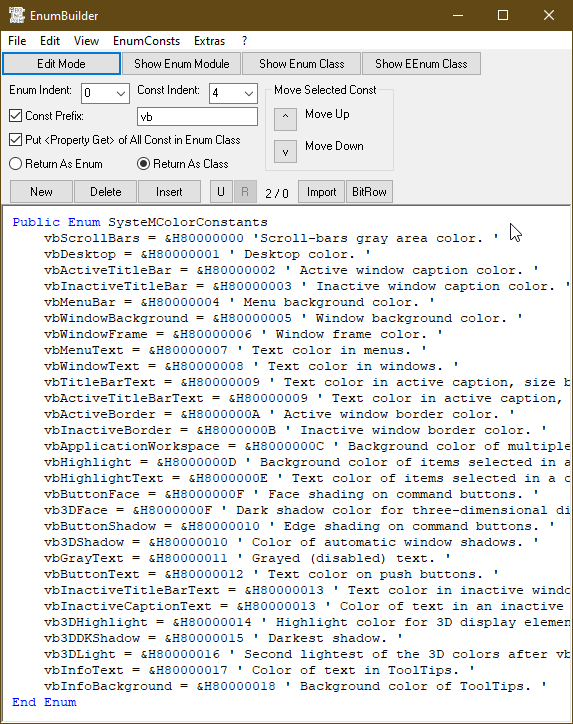 EnumBuilder
File Edit View EnumConsts Extras ?
Edit Mode Show Enum Module Show Enum Class Show EEnum Class
Enum Indent: 0 Const Indent: 4 Move Selected Const
Const Prefix: vb ^ Move Up
Put <Property Get> of All Const in Enum Class
v Move Down
Return As Enum Return As Class
New Delete Insert U R 2 / 0 Import BitRow
Public Enum SysteMColorConstants
vbScrollBars = &H80000000 'Scroll-bars gray area color. '
vbDesktop = &H80000001 ' Desktop color. '
vbActiveTitleBar = &H80000002 ' Active window caption color. '
vbInactiveTitleBar = &H80000003 ' Inactive window caption color. '
vbMenuBar = &H80000004 ' Menu background color. '
vbWindowBackground = &H80000005 ' Window background color. '
vbWindowFrame = &H80000006 ' Window frame color. '
vbMenuText = &H80000007 ' Text color in menus. '
vbWindowText = &H80000008 ' Text color in windows. '
vbTitleBarText = &H80000009 ' Text color in active caption, size b
vbActiveTitleBarText = &H80000009 ' Text color in active caption,
vbActiveBorder = &H8000000A ' Active window border color. '
vbInactiveBorder = &H8000000B ' Inactive window border color. '
vbApplicationWorkspace = &H8000000C ' Background color of multiple
vbHighlight = &H8000000D ' Background color of items selected in a
vbHighlightText = &H8000000E ' Text color of items selected in a c
vbButtonFace = &H8000000F ' Face shading on command buttons. '
vb3DFace = &H8000000F ' Dark shadow color for three-dimensional di
vbButtonShadow = &H80000010 ' Edge shading on command buttons. '
vb3DShadow = &H80000010 ' Color of automatic window shadows. '
vbGrayText = &H80000011 ' Grayed (disabled) text. '
vbButtonText = &H80000012 ' Text color on push buttons. '
vbInactiveTitleBarText = &H80000013 ' Text color in inactive windo
vbInactiveCaptionText = &H80000013 ' Color of text in an inactive
vb3DHighlight = &H80000014 ' Highlight color for 3D display elemen
vb3DDKShadow = &H80000015 ' Darkest shadow. '
vb3DLight = &H80000016 ' Second lightest of the 3D colors after vb
vbInfoText = &H80000017 ' Color of text in ToolTips. '
vbInfoBackground = &H80000018 ' Background color of ToolTips. '
End Enum